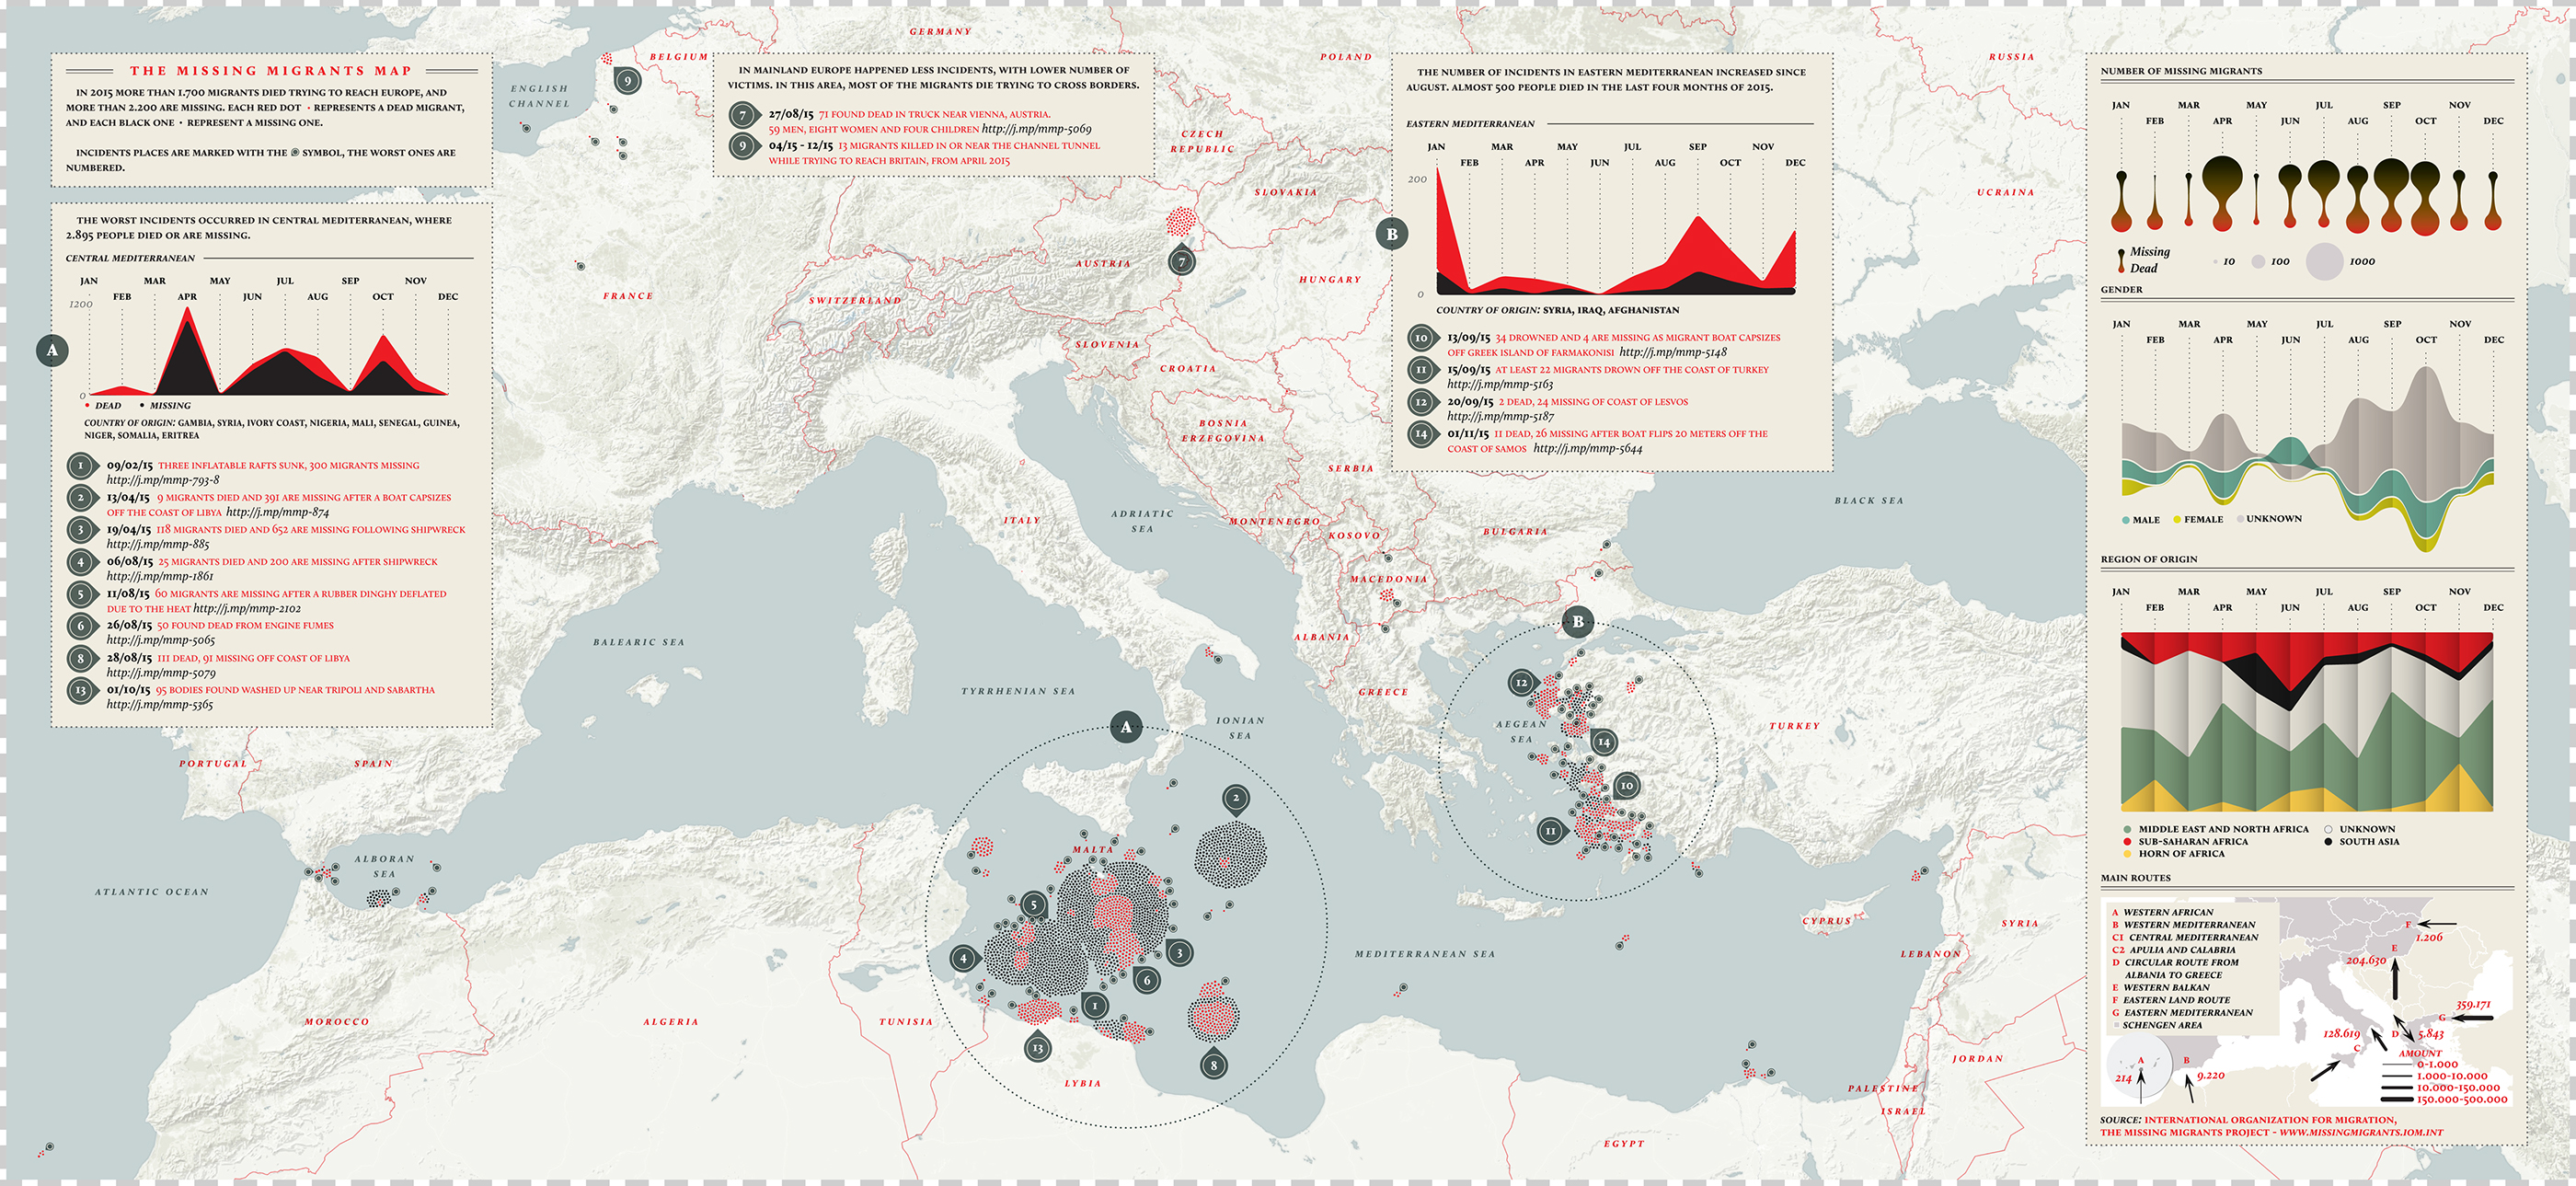 THE MISSING MIGRANTS MAP
IN 2015 MORE THAN 1.700 MIGRANTS DIED TRYING TO REACH EUROPE, AND
MORE THAN 2.200 ARE MISSING. EACH RED DOT • REPRESENTS A DEAD MIGRANT,
AND EACH BLACK ONE • REPRESENT A MISSING ONE.
INCIDENTS PLACES ARE MARKED WITH THE SYMBOL, THE WORST ONES ARE
NUMBERED.
THE WORST INCIDENTS OCCURRED IN CENTRAL MEDITERRANEAN, WHERE
2.895 PEOPLE DIED OR ARE MISSING.
CENTRAL MEDITERRANEAN
JAN MAR MAY JUL SEP NOV
FEB APR JUN AUG OCT DEC
1200
A
0
• DEAD • MISSING
COUNTRY OF ORIGIN: GAMBIA, SYRIA, IVORY COAST, NIGERIA, MALI, SENEGAL, GUINEA,
NIGER, SOMALIA, ERITREA
1 09/02/15 THREE INFLATABLE RAFTS SUNK, 300 MIGRANTS MISSING
http://j.mp/mmp-793-8
2 13/04/15 9 MIGRANTS DIED AND 391 ARE MISSING AFTER A BOAT CAPSIZES
OFF THE COAST OF LIBYA http://j.mp/mmp-874
3 19/04/15 118 MIGRANTS DIED AND 652 ARE MISSING FOLLOWING SHIPWRECK
http://j.mp/mmp-885
4 06/08/15 25 MIGRANTS DIED AND 200 ARE MISSING AFTER SHIPWRECK
http://j.mp/mmp-1861
5 11/08/15 60 MIGRANTS ARE MISSING AFTER A RUBBER DINGHY DEFLATED
DUE TO THE HEAT http://j.mp/mmp-2102
6 26/08/15 50 FOUND DEAD FROM ENGINE FUMES
http://j.mp/mmp-5065
8 28/08/15 111 DEAD, 91 MISSING OFF COAST OF LIBYA
http://j.mp/mmp-5079
13 01/10/15 95 BODIES FOUND WASHED UP NEAR TRIPOLI AND SABARTHA
http://j.mp/mmp-5365
IN MAINLAND EUROPE HAPPENED LESS INCIDENTS, WITH LOWER NUMBER OF
VICTIMS. IN THIS AREA, MOST OF THE MIGRANTS DIE TRYING TO CROSS BORDERS.
7 27/08/15 71 FOUND DEAD IN TRUCK NEAR VIENNA, AUSTRIA.
59 MEN, EIGHT WOMEN AND FOUR CHILDREN http://j.mp/mmp-5069
9 04/15 - 12/15 13 MIGRANTS KILLED IN OR NEAR THE CHANNEL TUNNEL
WHILE TRYING TO REACH BRITAIN, FROM APRIL 2015
THE NUMBER OF INCIDENTS IN EASTERN MEDITERRANEAN INCREASED SINCE
AUGUST. ALMOST 500 PEOPLE DIED IN THE LAST FOUR MONTHS OF 2015.
EASTERN MEDITERRANEAN
JAN MAR MAY JUL SEP NOV
FEB APR JUN AUG OCT DEC
200
B
0
COUNTRY OF ORIGIN: SYRIA, IRAQ, AFGHANISTAN
10 13/09/15 34 DROWNED AND 4 ARE MISSING AS MIGRANT BOAT CAPSIZES
OFF GREEK ISLAND OF FARMAKONISI http://j.mp/mmp-5148
11 15/09/15 AT LEAST 22 MIGRANTS DROWN OFF THE COAST OF TURKEY
http://j.mp/mmp-5163
12 20/09/15 2 DEAD, 24 MISSING OF COAST OF LESVOS
http://j.mp/mmp-5187
14 01/11/15 11 DEAD, 26 MISSING AFTER BOAT FLIPS 20 METERS OFF THE
COAST OF SAMOS http://j.mp/mmp-5644
GERMANY
BELGIUM
POLAND
RUSSIA
9
ENGLISH
CHANNEL
CZECH
REPUBLIC
SLOVAKIA
UCRAINA
AUSTRIA
7
HUNGARY
FRANCE
SWITZERLAND
SLOVENIA
CROATIA
BOSNIA
ERZEGOVINA
SERBIA
BLACK SEA
ITALY
ADRIATIC
SEA
MONTENEGRO
KOSOVO
BULGARIA
MACEDONIA
ALBANIA
B
BALEARIC SEA
TYRRHENIAN SEA
GREECE
12
IONIAN
SEA
AEGEAN
SEA
TURKEY
A
14
PORTUGAL
SPAIN
10
2
11
MALTA
ALBORAN
SEA
ATLANTIC OCEAN
5
CYPRUS
SYRIA
4
3
MEDITERRANEAN SEA
LEBANON
6
1
MOROCCO
ALGERIA
TUNISIA
13
8
JORDAN
LYBIA
PALESTINE
ISRAEL
EGYPT
NUMBER OF MISSING MIGRANTS
JAN MAR MAY JUL SEP NOV
FEB APR JUN AUG OCT DEC
Missing
Dead
10 100 1000
GENDER
JAN MAR MAY JUL SEP NOV
FEB APR JUN AUG OCT DEC
MALE FEMALE UNKNOWN
REGION OF ORIGIN
JAN MAR MAY JUL SEP NOV
FEB APR JUN AUG OCT DEC
MIDDLE EAST AND NORTH AFRICA UNKNOWN
SUB-SAHARAN AFRICA SOUTH ASIA
HORN OF AFRICA
MAIN ROUTES
A WESTERN AFRICAN
B WESTERN MEDITERRANEAN
C1 CENTRAL MEDITERRANEAN
C2 APULIA AND CALABRIA
D CIRCULAR ROUTE FROM
ALBANIA TO GREECE
E WESTERN BALKAN
F EASTERN LAND ROUTE
G EASTERN MEDITERRANEAN
SCHENGEN AREA
F
1.206
E
204.630
359.171
G
128.619
D 5.843
C
A
214
B
9.220
AMOUNT
0-1.000
1.000-10.000
10.000-150.000
150.000-500.000
SOURCE: INTERNATIONAL ORGANIZATION FOR MIGRATION,
THE MISSING MIGRANTS PROJECT - WWW.MISSINGMIGRANTS.IOM.INT